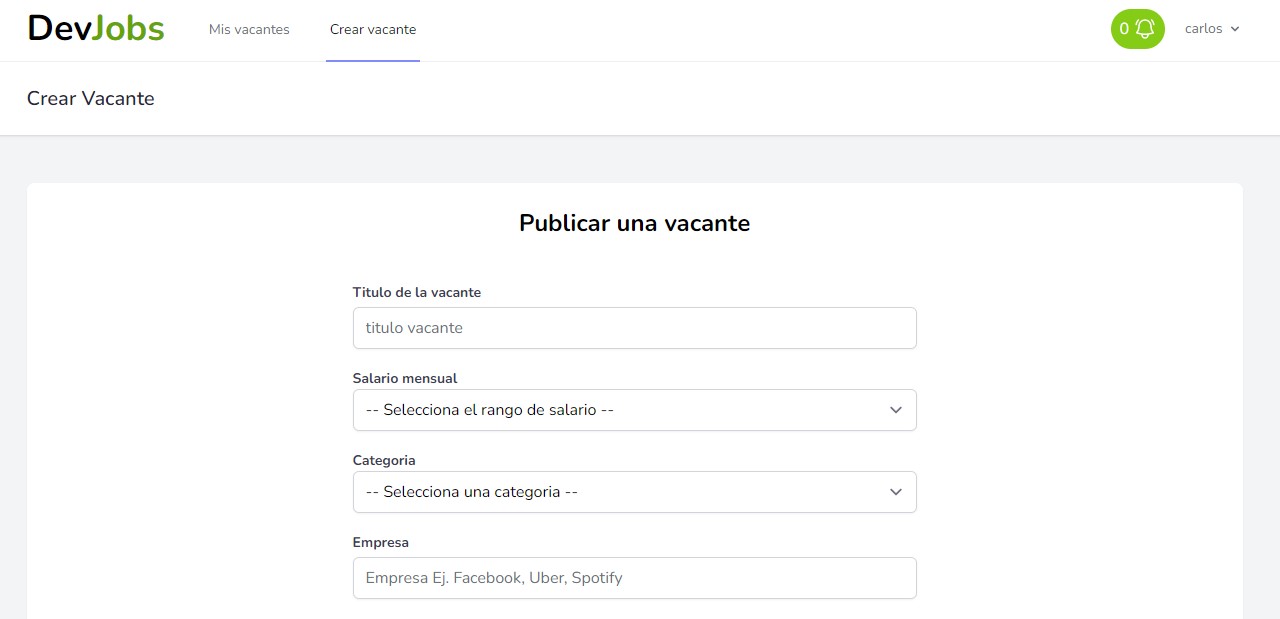 DevJobs Mis vacantes Crear vacante 0 carlos
Crear Vacante
Publicar una vacante
Titulo de la vacante
titulo vacante
Salario mensual
-- Selecciona el rango de salario --
Categoria
-- Selecciona una categoria --
Empresa
Empresa Ej. Facebook, Uber, Spotify